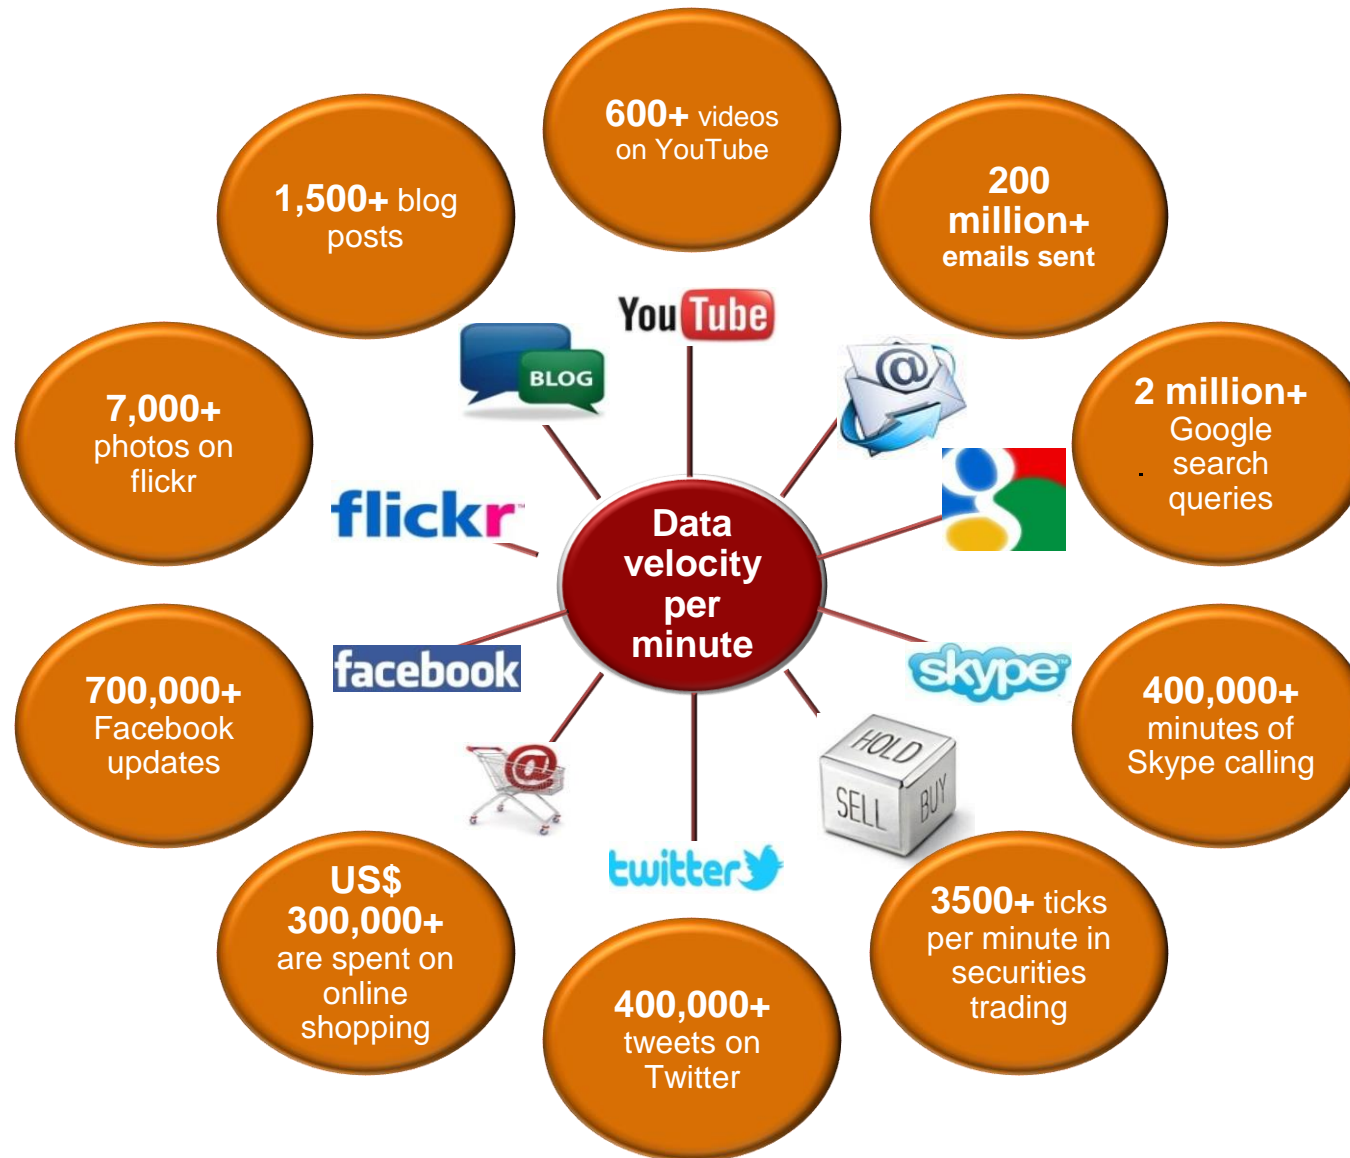 600+ videos
on YouTube
1,500+ blog
posts
200
million+
emails sent
You Tube
BLOG
@
7,000+
photos on
flickr
2 million+
Google
search
queries
flickr
g
Data
velocity
per
minute
700,000+
Facebook
updates
facebook
skype™
400,000+
minutes of
Skype calling
@
HOLD
SELL
BUY
twitter
US$
300,000+
are spent on
online
shopping
400,000+
tweets on
Twitter
3500+ ticks
per minute in
securities
trading